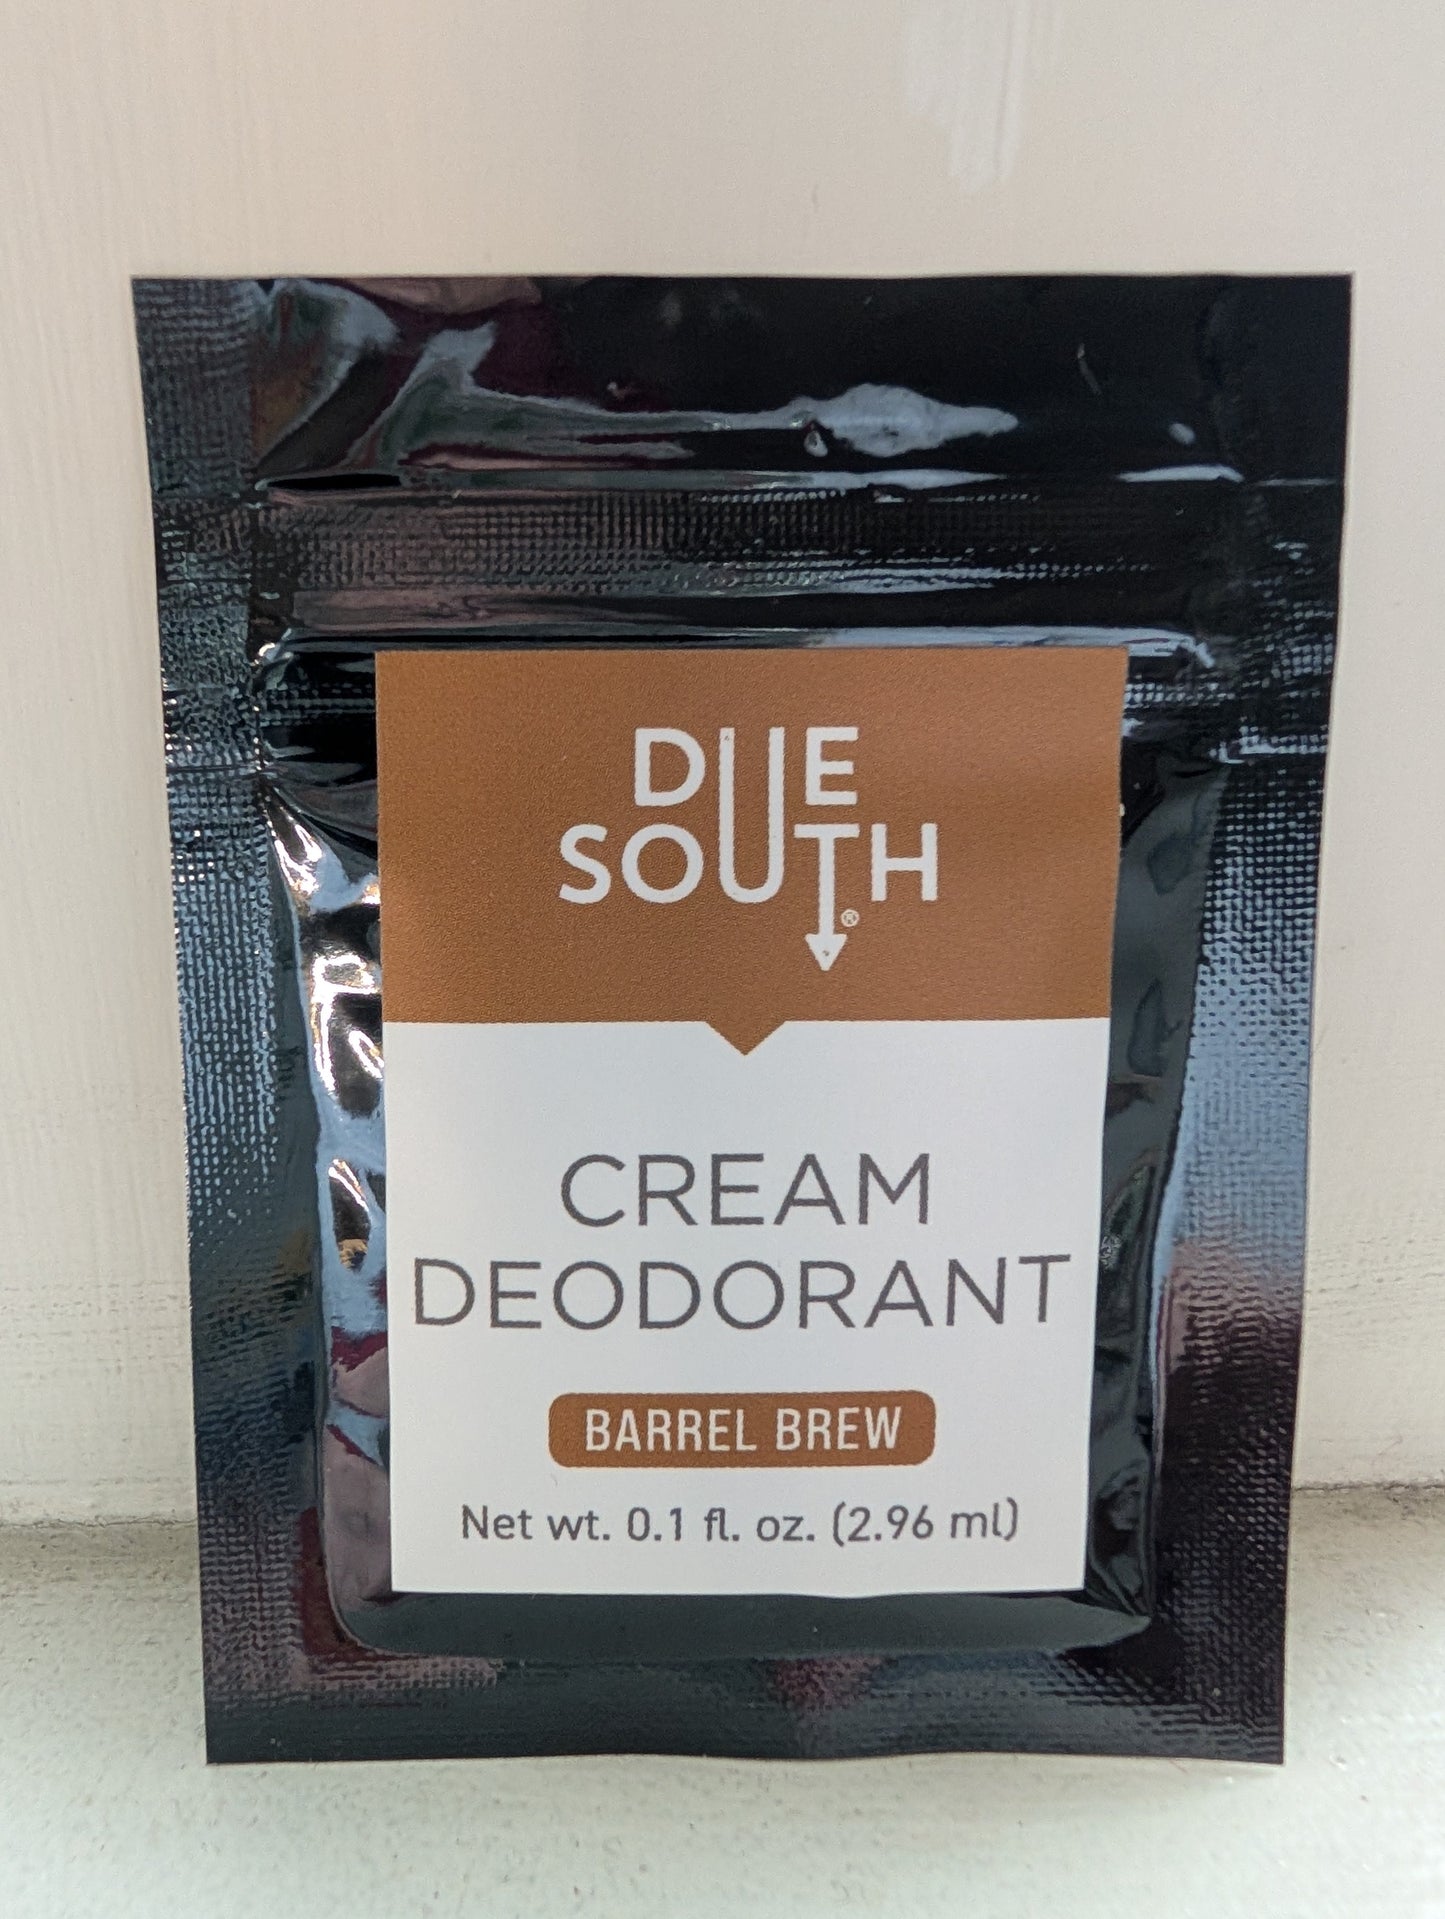 DUE
SOUTH®
CREAM
DEODORANT
BARREL BREW
Net wt. 0.1 fl. oz. (2.96 ml)